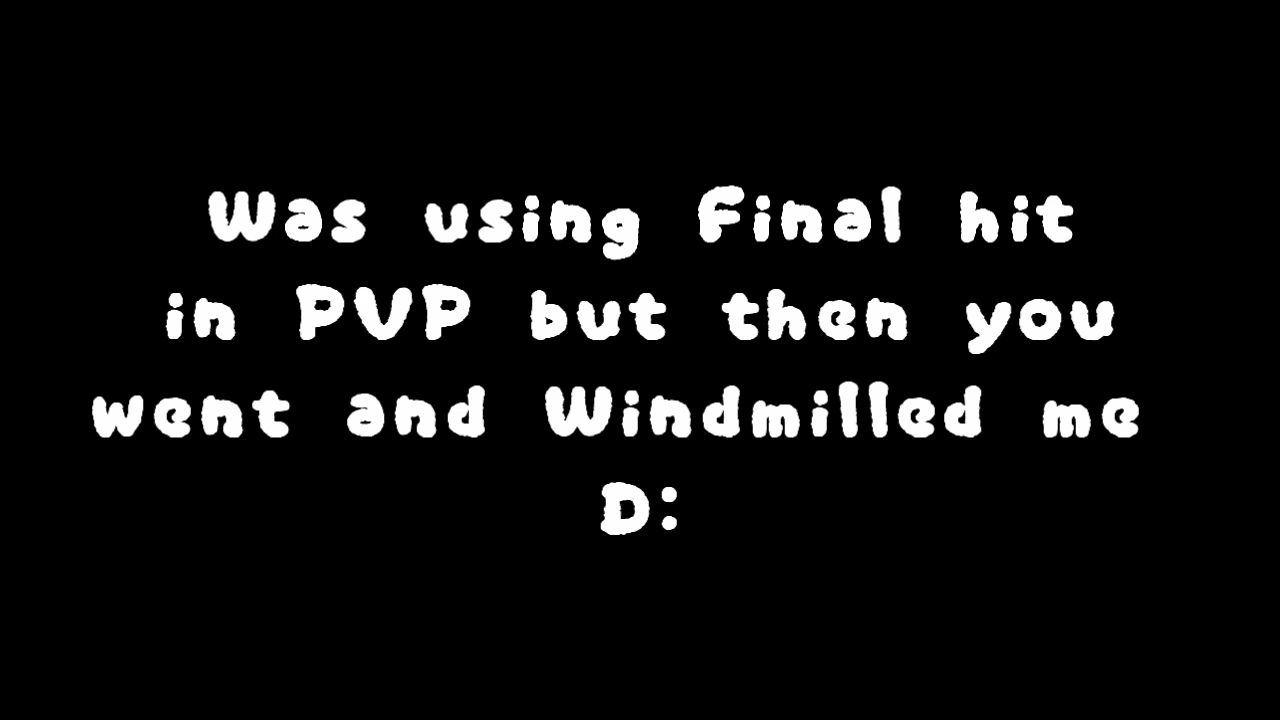 Was using Final hit
in PVP but then you
went and Windmilled me
D: